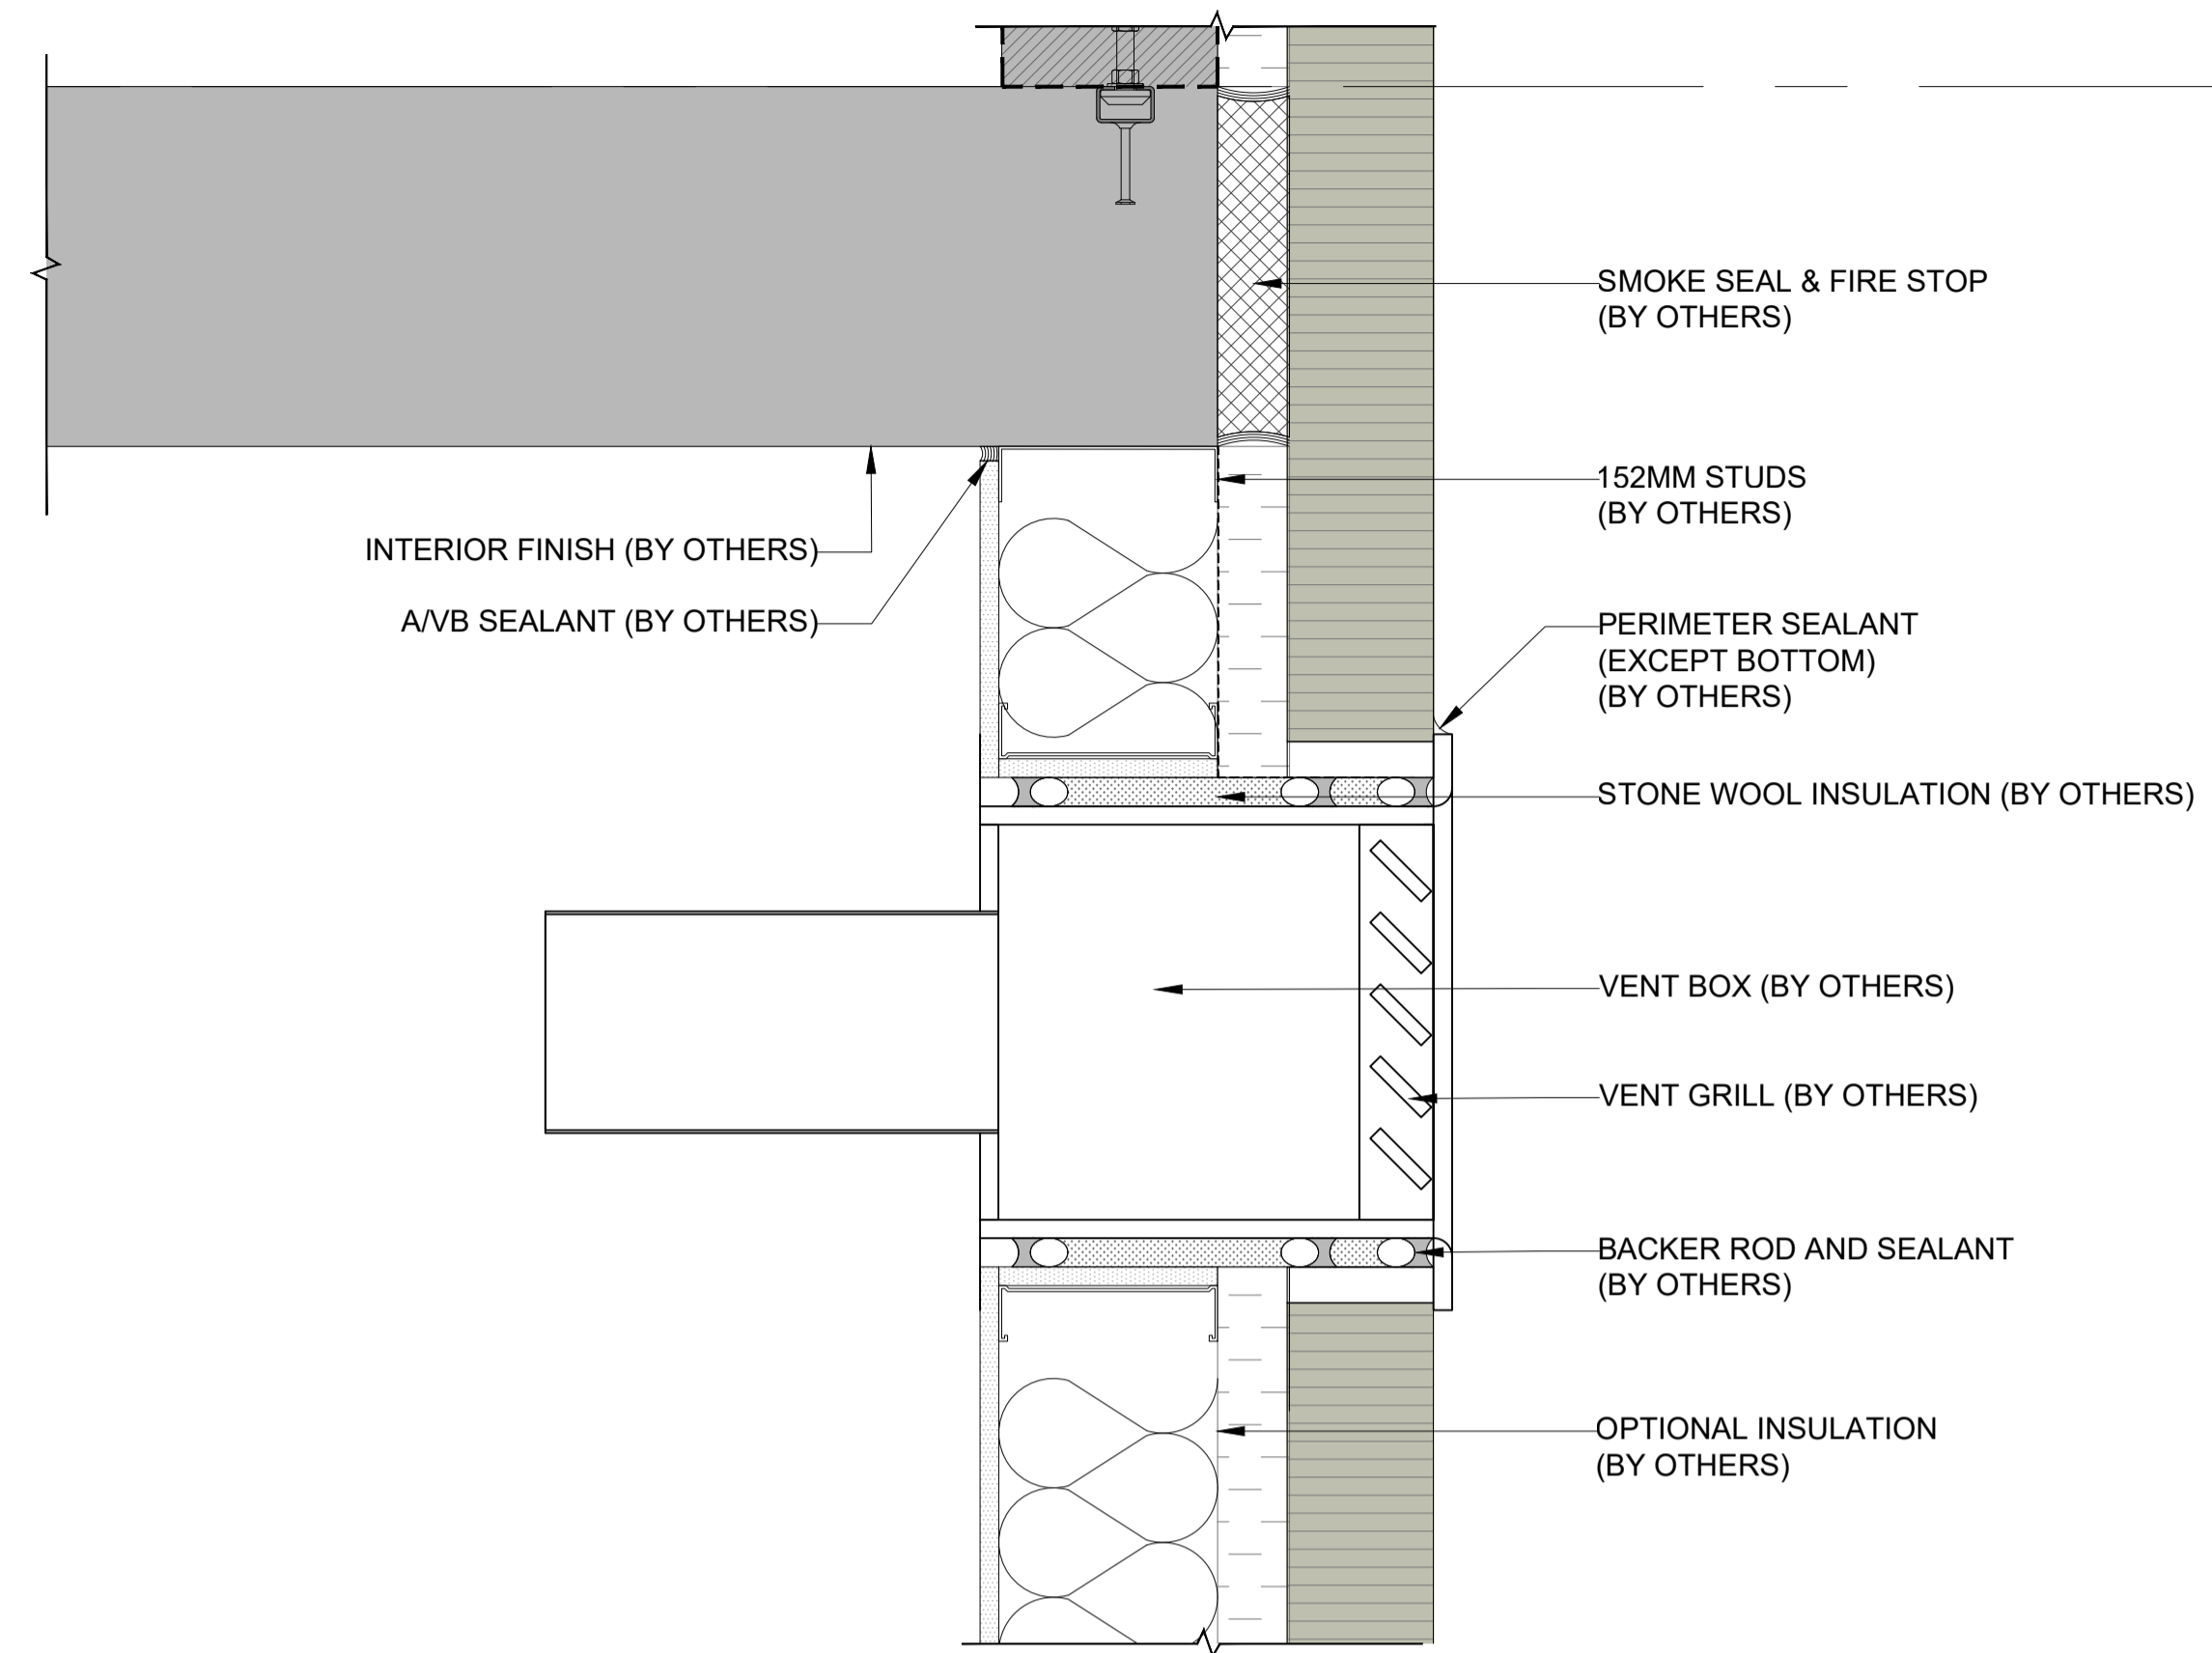 SMOKE SEAL & FIRE STOP
(BY OTHERS)
152MM STUDS
(BY OTHERS)
INTERIOR FINISH (BY OTHERS)
A/VB SEALANT (BY OTHERS)
PERIMETER SEALANT
(EXCEPT BOTTOM)
(BY OTHERS)
STONE WOOL INSULATION (BY OTHERS)
VENT BOX (BY OTHERS)
VENT GRILL (BY OTHERS)
BACKER ROD AND SEALANT
(BY OTHERS)
OPTIONAL INSULATION
(BY OTHERS)